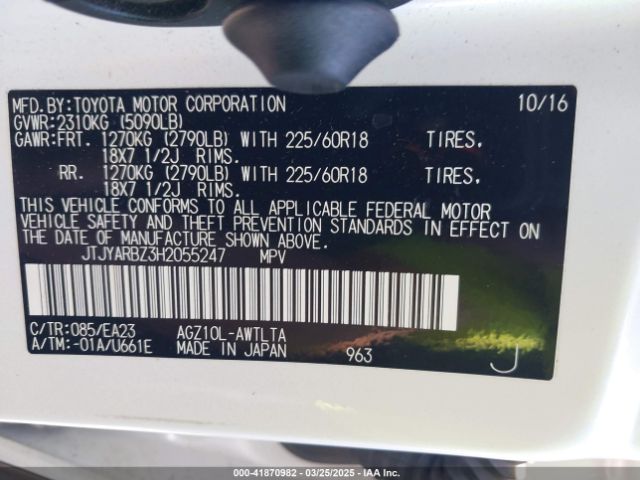 MFD.BY:TOYOTA MOTOR CORPORATION 10/16
GVWR:2310KG (5090LB)
GAWR:FRT. 1270KG (2790LB) WITH 225/60R18 TIRES.
18X7 1/2J RIMS.
RR. 1270KG (2790LB) WITH 225/60R18 TIRES.
18X7 1/2J RIMS.
THIS VEHICLE CONFORMS TO ALL APPLICABLE FEDERAL MOTOR
VEHICLE SAFETY AND THEFT PREVENTION STANDARDS IN EFFECT ON
THE DATE OF MANUFACTURE SHOWN ABOVE.
JTJYARBZ3H2055247 MPV
C/TR:085/EA23 AGZ10L-AWTLTA
A/TM:-01A/U661E MADE IN JAPAN 963 J
000-41870982 / 03/25/2025 / IAA Inc.